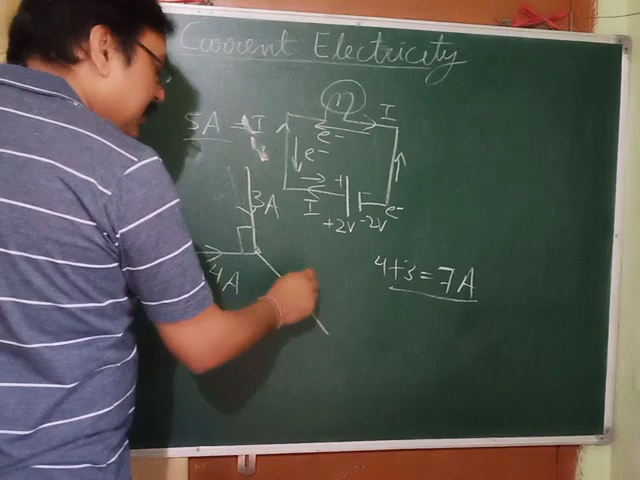 Current Electricity
η
5A = I
e-
I
e-
+
I
e-
+2v -2v
3A
4A
4+3 = 7A